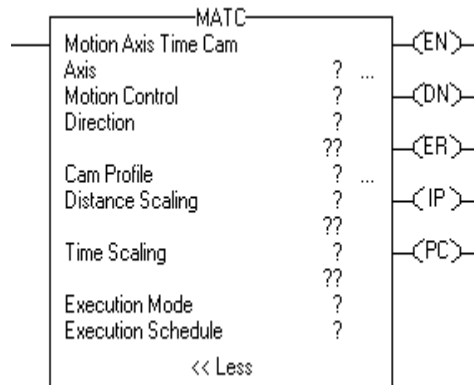 MATC
Motion Axis Time Cam
(EN)
Axis ? ...
Motion Control ?
(DN)
Direction ?
??
(ER)
Cam Profile ? ...
Distance Scaling ?
(IP)
??
Time Scaling ?
(PC)
??
Execution Mode ?
Execution Schedule ?
<< Less